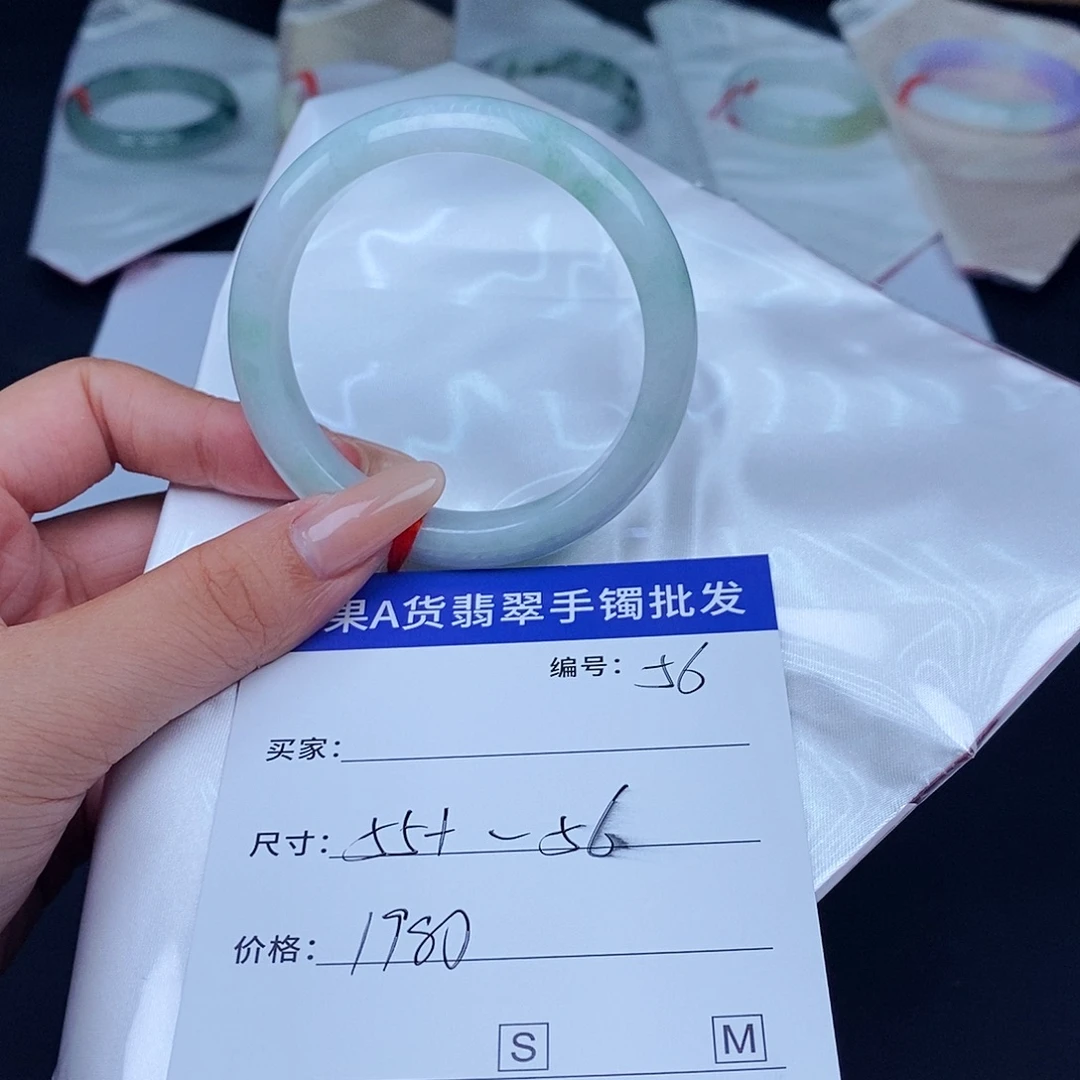 果A货翡翠手镯批发
编号：56
买家：
尺寸：55+ - 56
价格：1980
S M